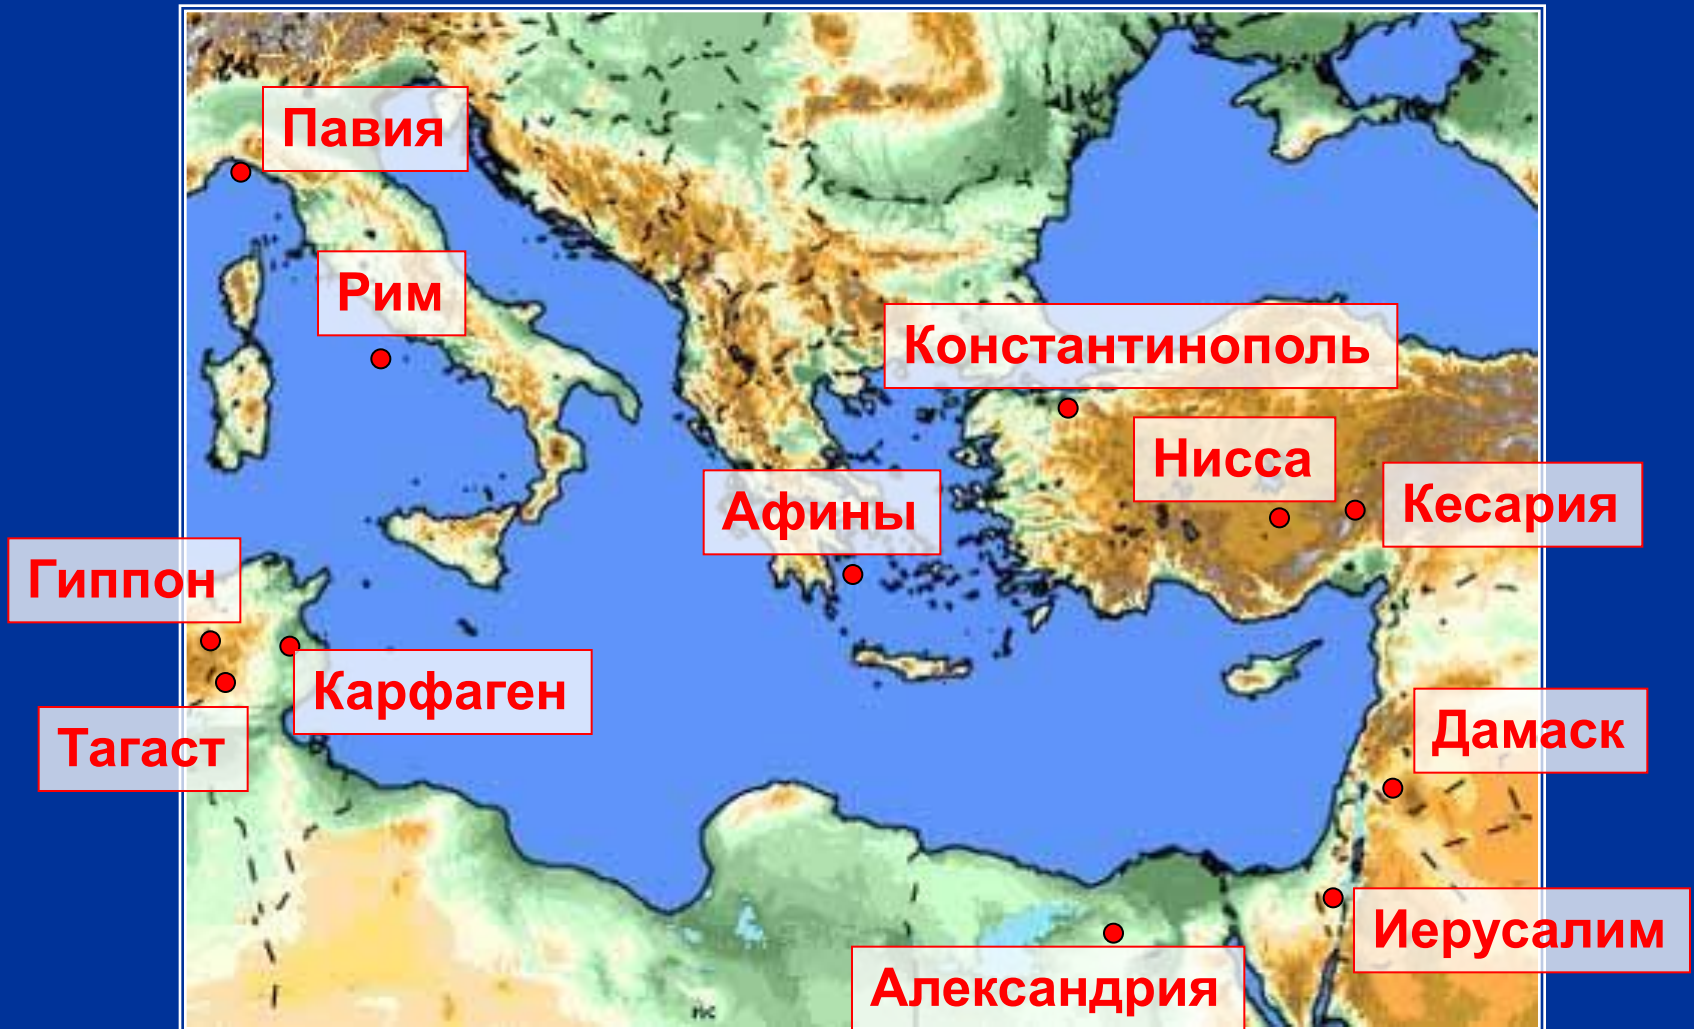 Павия
Рим
Константинополь
Нисса
Кесария
Афины
Гиппон
Карфаген
Тагаст
Дамаск
Иерусалим
Александрия